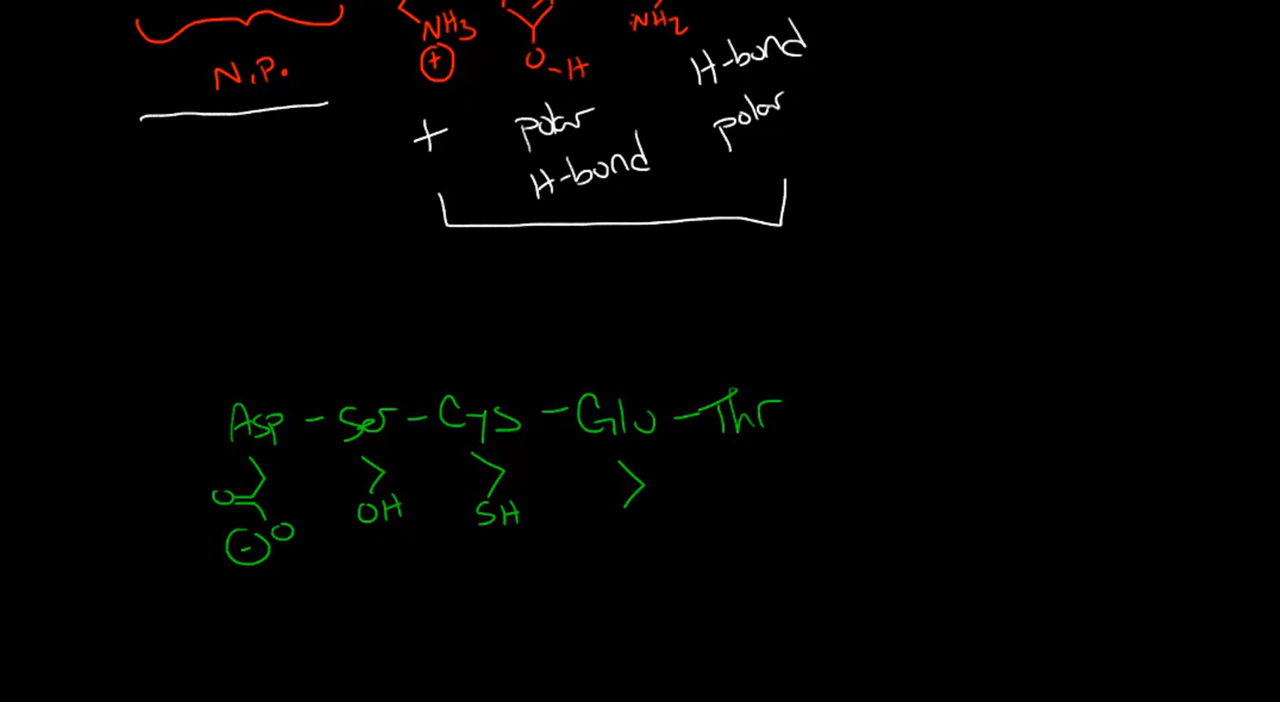 NH3 NH2
+ O-H
N.P. H-bond
+ polar polar
H-bond
Asp - Ser - Cys - Glu - Thr
O OH SH
- O